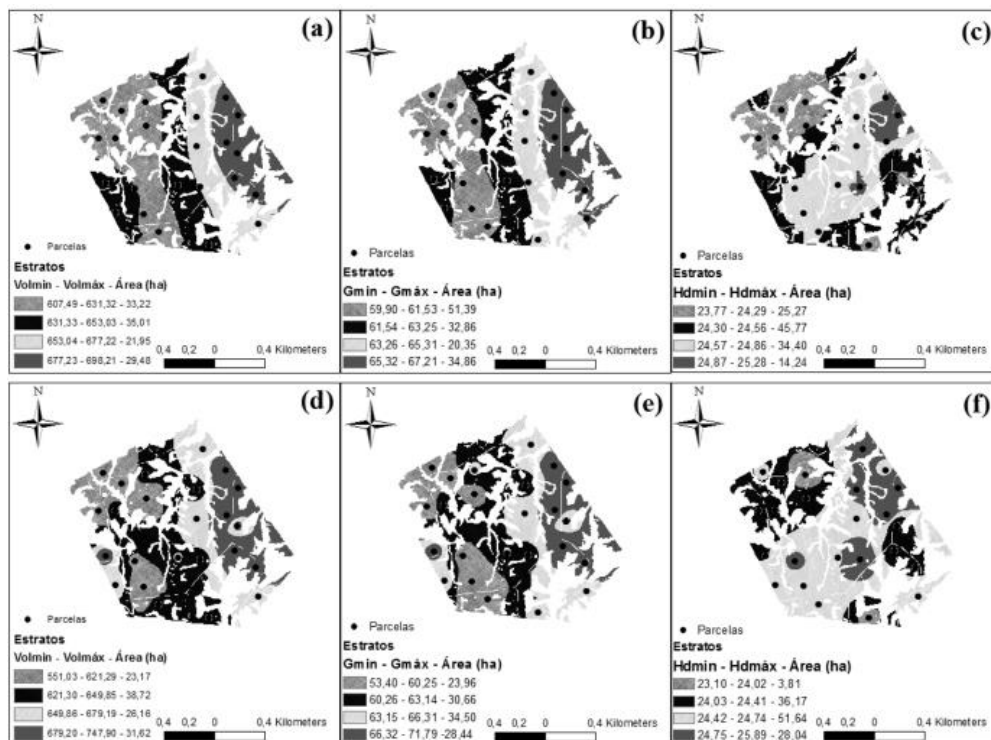 N
(a)
Parcelas
Estratos
Volmin - Volmáx - Área (ha)
607,49 - 631,32 - 33,22
631,33 - 653,03 - 35,01
653,04 - 677,22 - 21,95
677,23 - 698,21 - 29,48
0,4 0,2 0 0,4 Kilometers
N
(b)
Parcelas
Estratos
Gmin - Gmáx - Área (ha)
59,90 - 61,53 - 51,39
61,54 - 63,25 - 32,86
63,26 - 65,31 - 20,35
65,32 - 67,21 - 34,86
0,4 0,2 0 0,4 Kilometers
N
(c)
Parcelas
Estratos
Hdmin - Hdmáx - Área (ha)
23,77 - 24,29 - 25,27
24,30 - 24,56 - 45,77
24,57 - 24,86 - 34,40
24,87 - 25,28 - 14,24
0,4 0,2 0 0,4 Kilometers
N
(d)
Parcelas
Estratos
Volmin - Volmáx - Área (ha)
551,03 - 621,29 - 23,17
621,30 - 649,85 - 38,72
649,86 - 679,19 - 26,16
679,20 - 747,90 - 31,62
0,4 0,2 0 0,4 Kilometers
N
(e)
Parcelas
Estratos
Gmin - Gmáx - Área (ha)
53,40 - 60,25 - 23,96
60,26 - 63,14 - 30,66
63,15 - 66,31 - 34,50
66,32 - 71,79 -28,44
0,4 0,2 0 0,4 Kilometers
N
(f)
Parcelas
Estratos
Hdmin - Hdmáx - Área (ha)
23,10 - 24,02 - 3,81
24,03 - 24,41 - 36,17
24,42 - 24,74 - 51,64
24,75 - 25,89 - 28,04
0,4 0,2 0 0,4 Kilometers